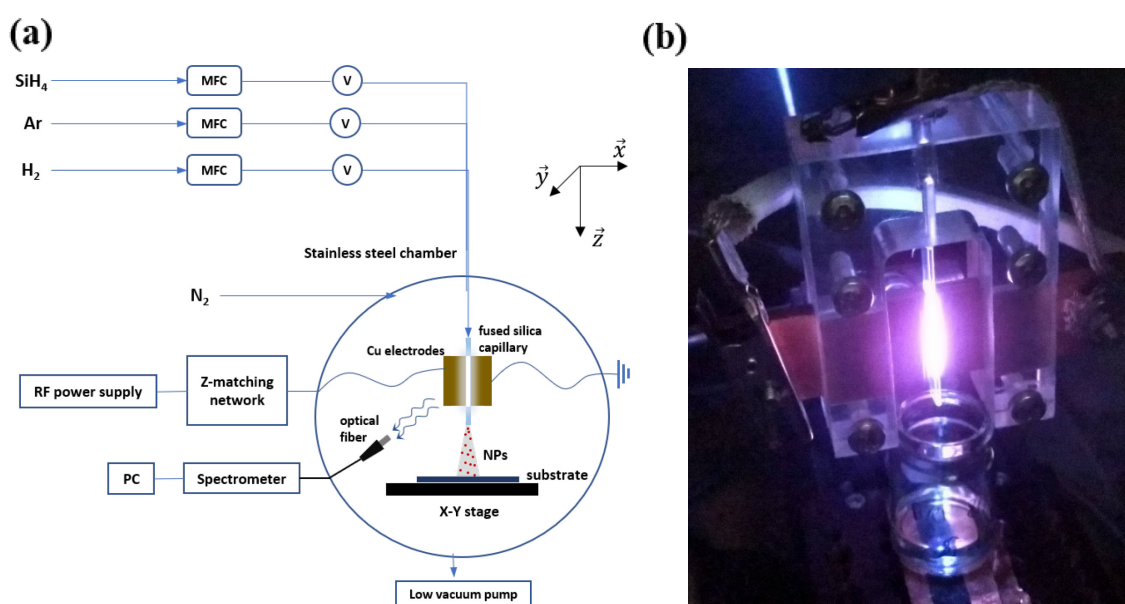 (a)
(b)
SiH4
MFC
V
Ar
MFC
V
H2
MFC
V
x
y
z
Stainless steel chamber
N2
fused silica
capillary
Cu electrodes
RF power supply
Z-matching
network
optical
fiber
NPs
substrate
PC
Spectrometer
X-Y stage
Low vacuum pump